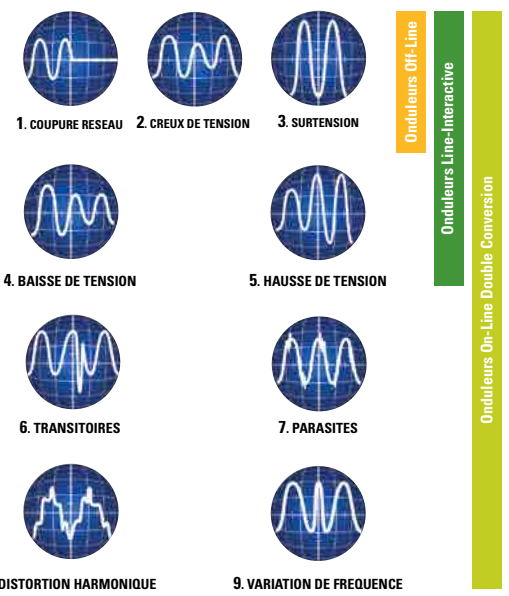 1. COUPURE RESEAU
2. CREUX DE TENSION
3. SURTENSION
Onduleurs Off-Line
Onduleurs Line-Interactive
Onduleurs On-Line Double Conversion
4. BAISSE DE TENSION
5. HAUSSE DE TENSION
6. TRANSITOIRES
7. PARASITES
DISTORTION HARMONIQUE
9. VARIATION DE FREQUENCE